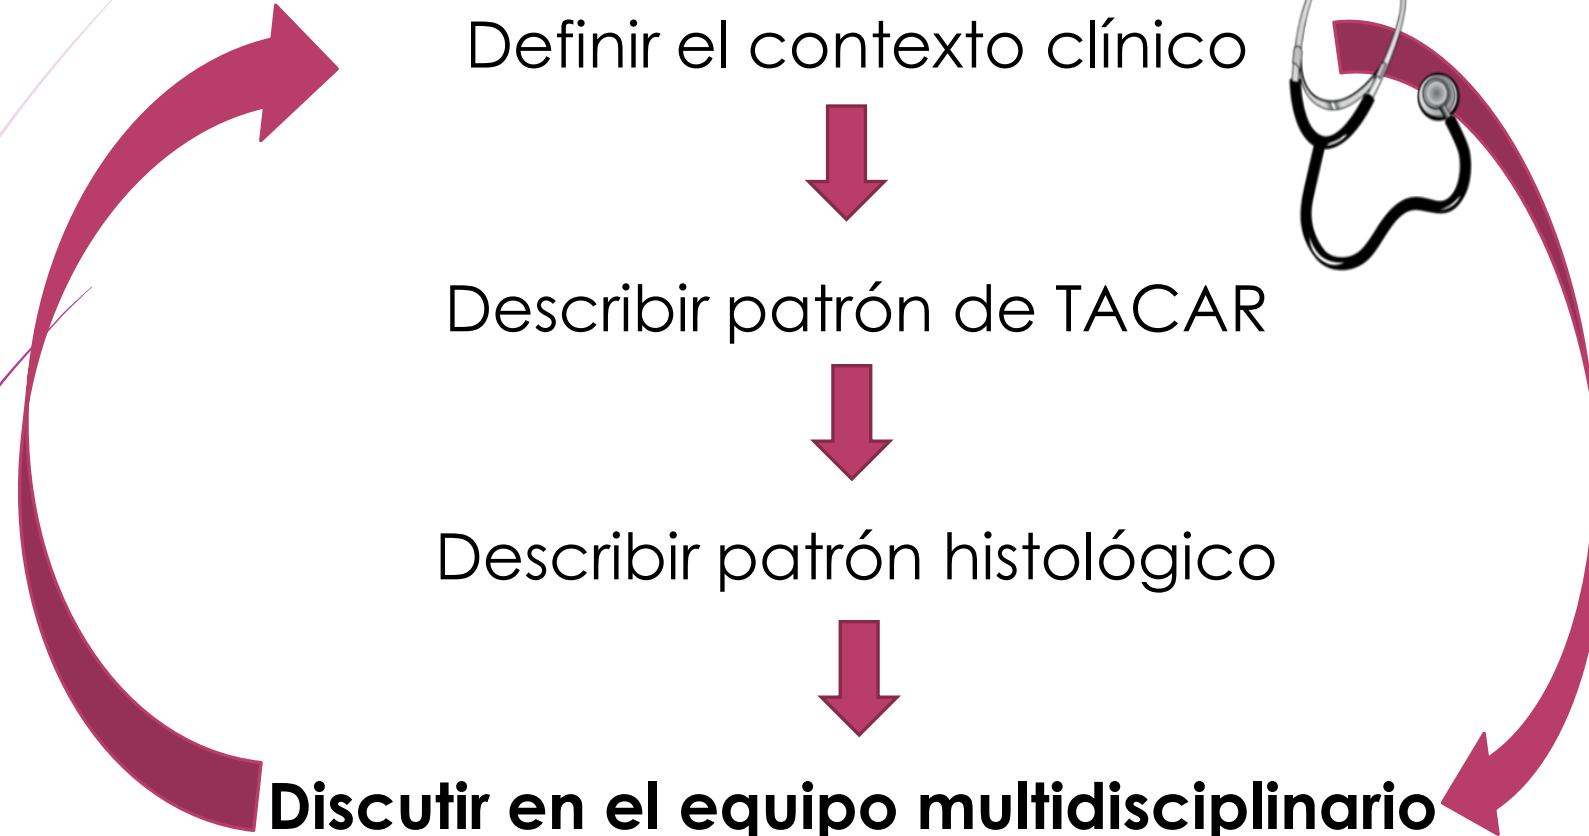 Definir el contexto clínico
Describir patrón de TACAR
Describir patrón histológico
Discutir en el equipo multidisciplinario